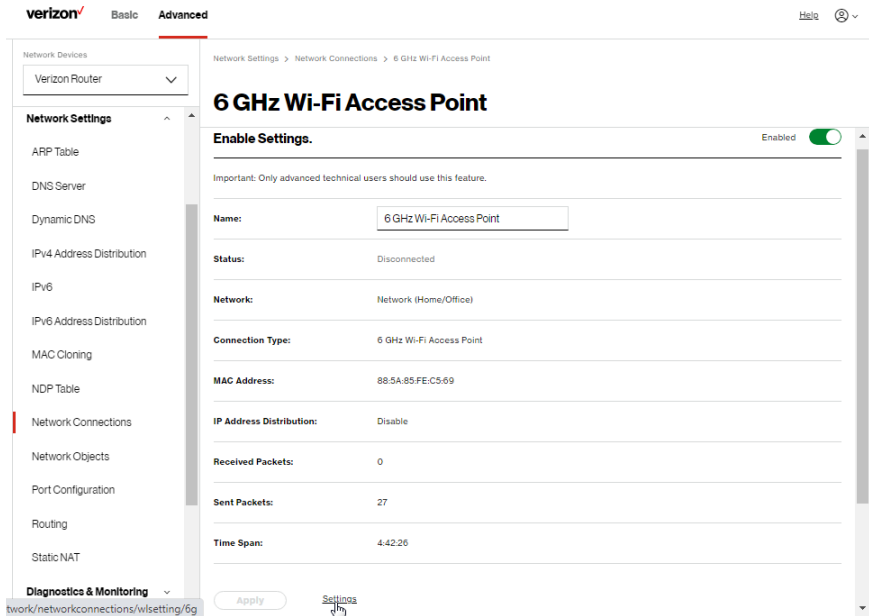 verizon✓ Basic Advanced Help
Network Devices
Verizon Router
Network Settings
ARP Table
DNS Server
Dynamic DNS
IPv4 Address Distribution
IPv6
IPv6 Address Distribution
MAC Cloning
NDP Table
Network Connections
Network Objects
Port Configuration
Routing
Static NAT
Diagnostics & Monitoring
twork/networkconnections/wlsetting/6g
Network Settings > Network Connections > 6 GHz Wi-Fi Access Point
6 GHz Wi-Fi Access Point
Enable Settings. Enabled
Important: Only advanced technical users should use this feature.
Name: 6 GHz Wi-Fi Access Point
Status: Disconnected
Network: Network (Home/Office)
Connection Type: 6 GHz Wi-Fi Access Point
MAC Address: 88:5A:85:FE:C5:69
IP Address Distribution: Disable
Received Packets: 0
Sent Packets: 27
Time Span: 4:42:26
Apply Settings